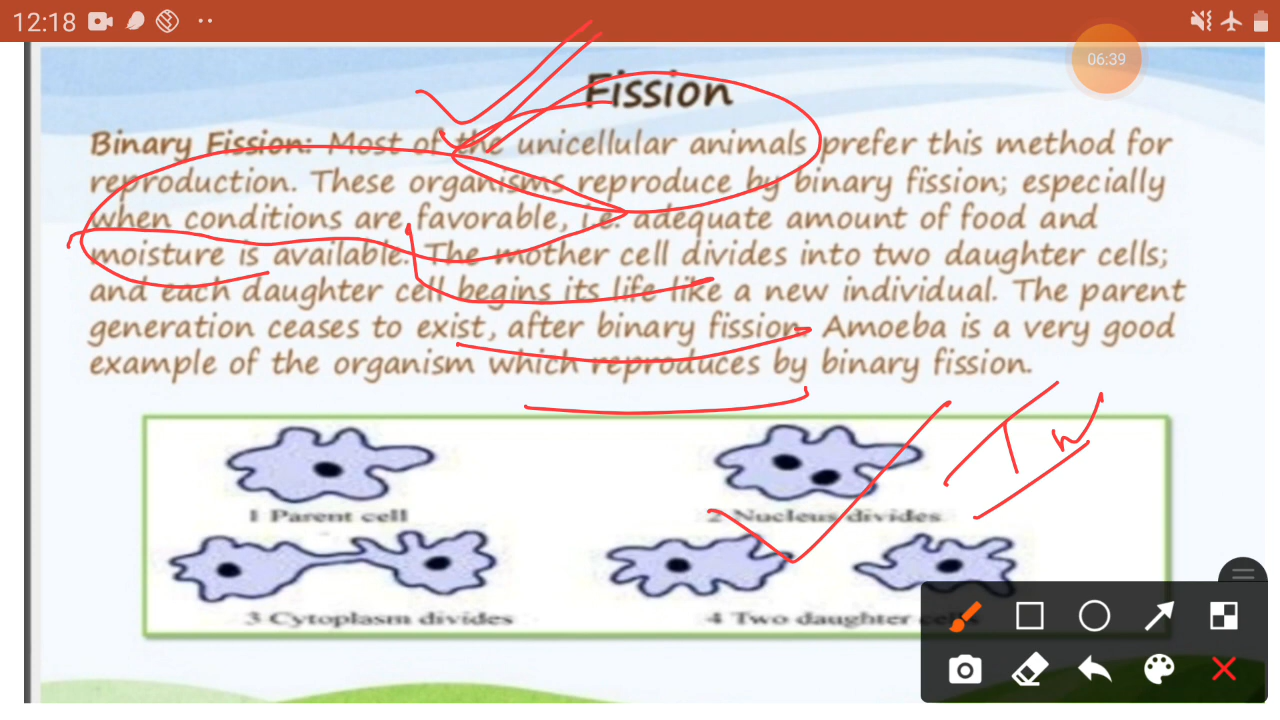 12:18
06:39
Fission
Binary Fission: Most of the unicellular animals prefer this method for
reproduction. These organisms reproduce by binary fission; especially
when conditions are favorable, i.e. adequate amount of food and
moisture is available. The mother cell divides into two daughter cells;
and each daughter cell begins its life like a new individual. The parent
generation ceases to exist, after binary fission. Amoeba is a very good
example of the organism which reproduces by binary fission.
1 Parent cell
2 Nucleus divides
3 Cytoplasm divides
4 Two daughter